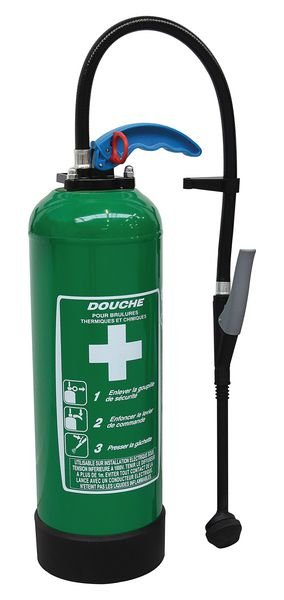 DOUCHE
POUR BRULURES
THERMIQUES ET CHIMIQUES
1 Enlever la goupille
de sécurité
2 Enfoncer le levier
de commande
3 Presser la gâchette
UTILISABLE SUR INSTALLATION ELECTRIQUE SOUS
TENSION INFERIEURE A 1000V. TENIR LE DIFFUSEUR
A PLUS DE 1m. EVITER TOUT CONTACT DE LA
LANCE AVEC UN CONDUCTEUR ELECTRIQUE
N'ETEINT PAS LES LIQUIDES INFLAMMABLES